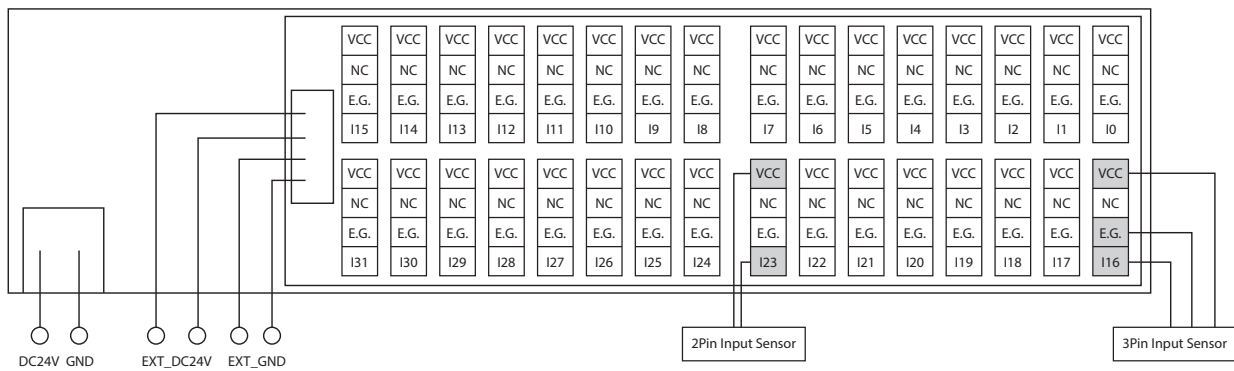 VCC VCC VCC VCC VCC VCC VCC VCC VCC VCC VCC VCC VCC VCC VCC VCC
NC NC NC NC NC NC NC NC NC NC NC NC NC NC NC NC
E.G. E.G. E.G. E.G. E.G. E.G. E.G. E.G. E.G. E.G. E.G. E.G. E.G. E.G. E.G. E.G.
I15 I14 I13 I12 I11 I10 I9 I8 I7 I6 I5 I4 I3 I2 I1 I0
VCC VCC VCC VCC VCC VCC VCC VCC VCC VCC VCC VCC VCC VCC VCC VCC
NC NC NC NC NC NC NC NC NC NC NC NC NC NC NC NC
E.G. E.G. E.G. E.G. E.G. E.G. E.G. E.G. E.G. E.G. E.G. E.G. E.G. E.G. E.G. E.G.
I31 I30 I29 I28 I27 I26 I25 I24 I23 I22 I21 I20 I19 I18 I17 I16
DC24V GND EXT_DC24V EXT_GND 2Pin Input Sensor 3Pin Input Sensor